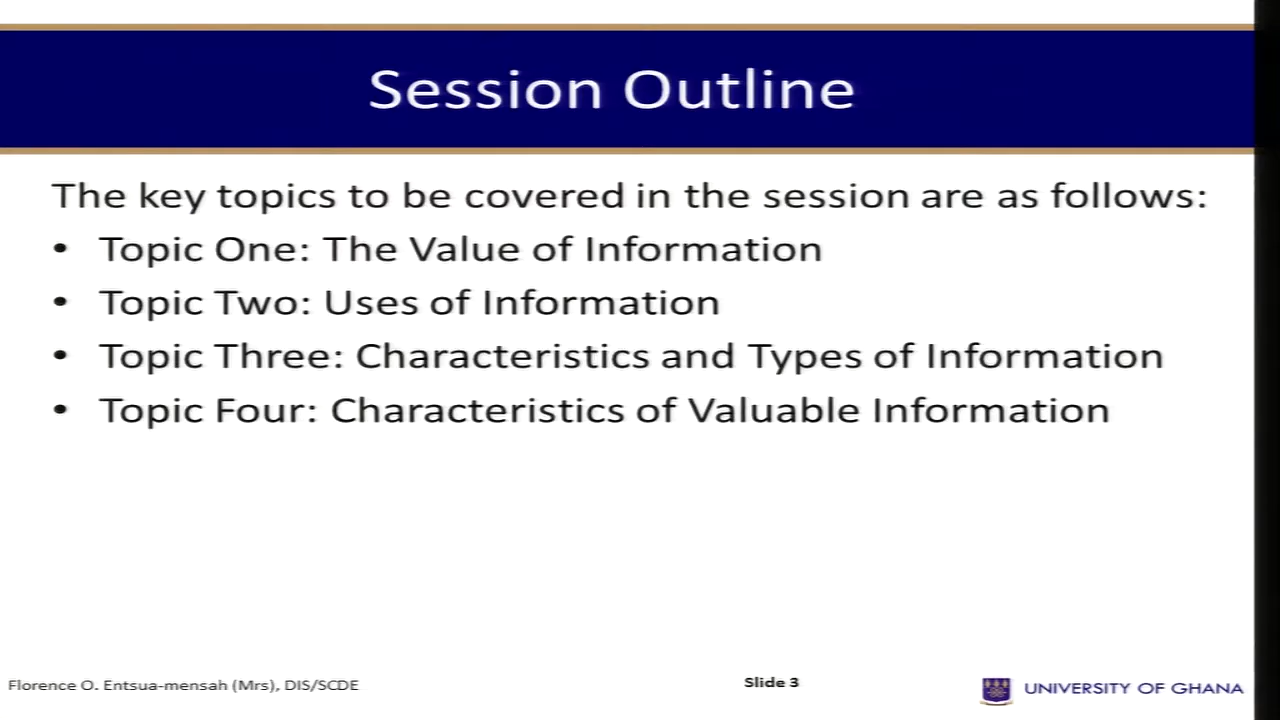 Session Outline
The key topics to be covered in the session are as follows:
• Topic One: The Value of Information
• Topic Two: Uses of Information
• Topic Three: Characteristics and Types of Information
• Topic Four: Characteristics of Valuable Information
Florence O. Entsua-mensah (Mrs), DIS/SCDE
Slide 3
UNIVERSITY OF GHANA